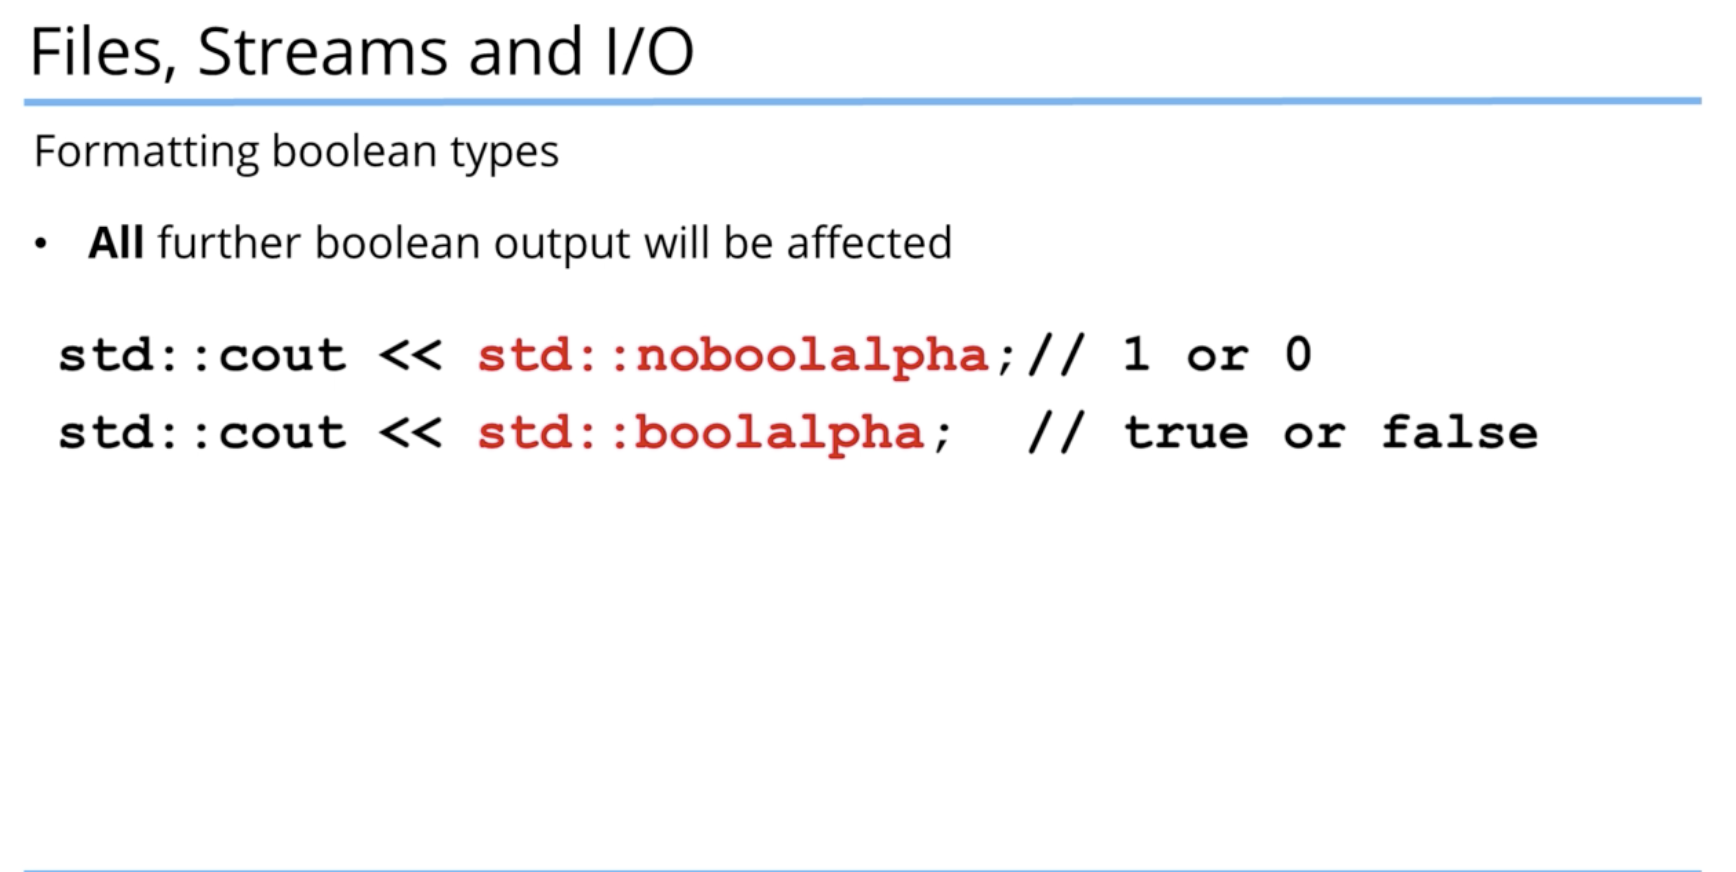 Files, Streams and I/O
Formatting boolean types
• All further boolean output will be affected
std::cout << std::noboolalpha;// 1 or 0
std::cout << std::boolalpha;  // true or false